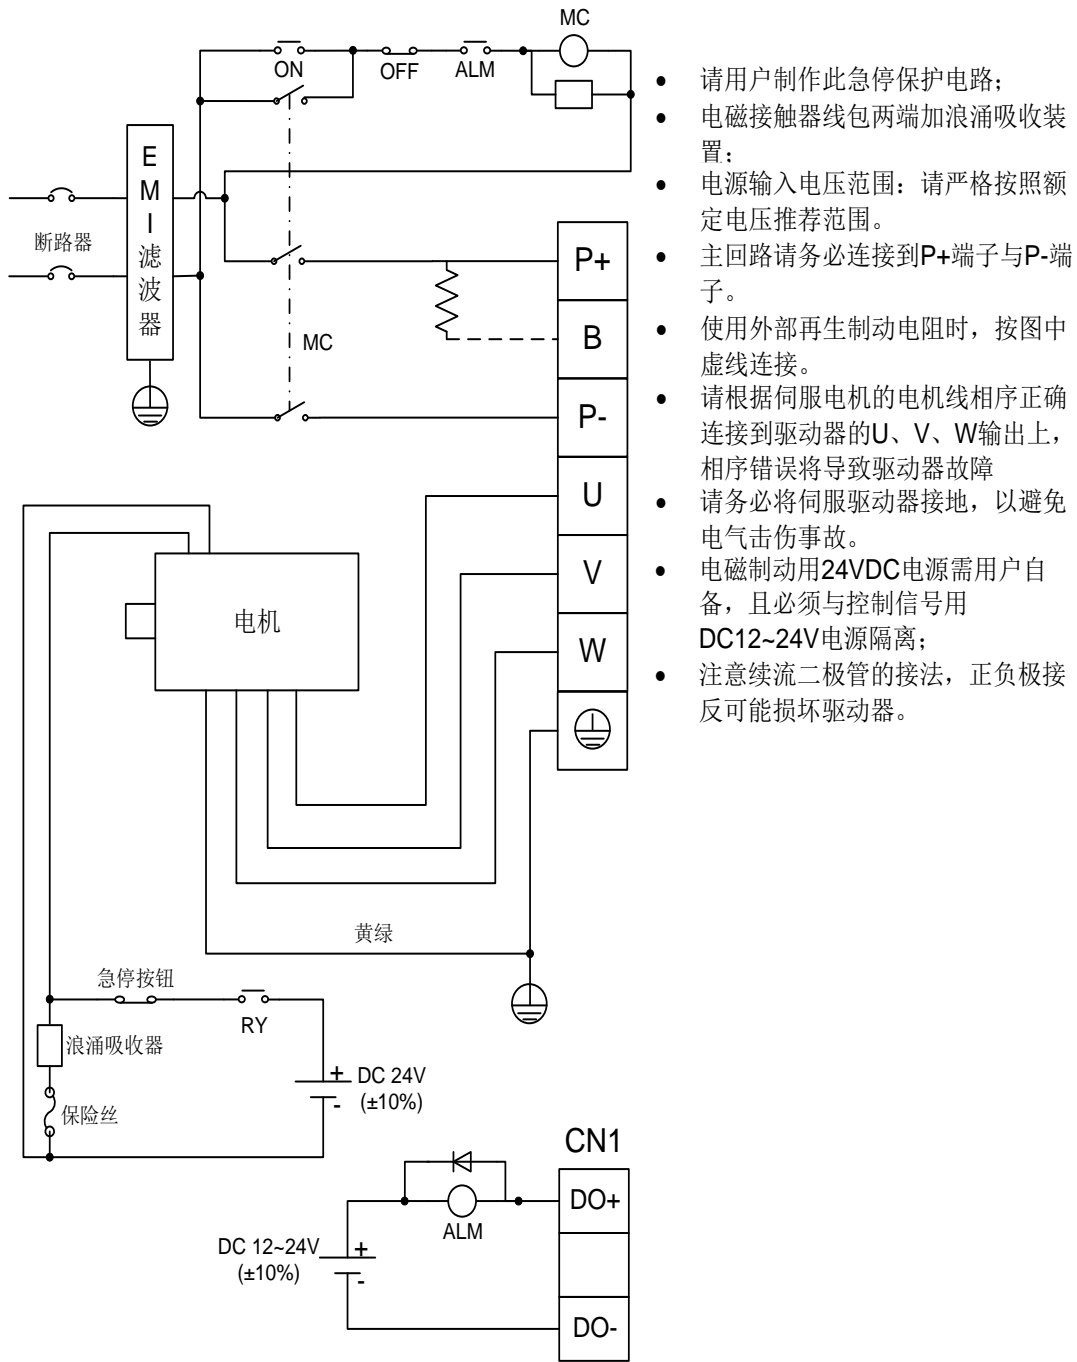 MC
ON
OFF
ALM
EMI滤波器
断路器
MC
P+
B
P-
U
V
W
电机
黄绿
急停按钮
RY
浪涌吸收器
保险丝
+ DC 24V
- (±10%)
CN1
DO+
ALM
DC 12~24V +
(±10%) -
DO-
• 请用户制作此急停保护电路；
• 电磁接触器线包两端加浪涌吸收装
置；
• 电源输入电压范围：请严格按照额
定电压推荐范围。
• 主回路请务必连接到P+端子与P-端
子。
• 使用外部再生制动电阻时，按图中
虚线连接。
• 请根据伺服电机的电机线相序正确
连接到驱动器的U、V、W输出上，
相序错误将导致驱动器故障
• 请务必将伺服驱动器接地，以避免
电气击伤事故。
• 电磁制动用24VDC电源需用户自
备，且必须与控制信号用
DC12~24V电源隔离；
• 注意续流二极管的接法，正负极接
反可能损坏驱动器。